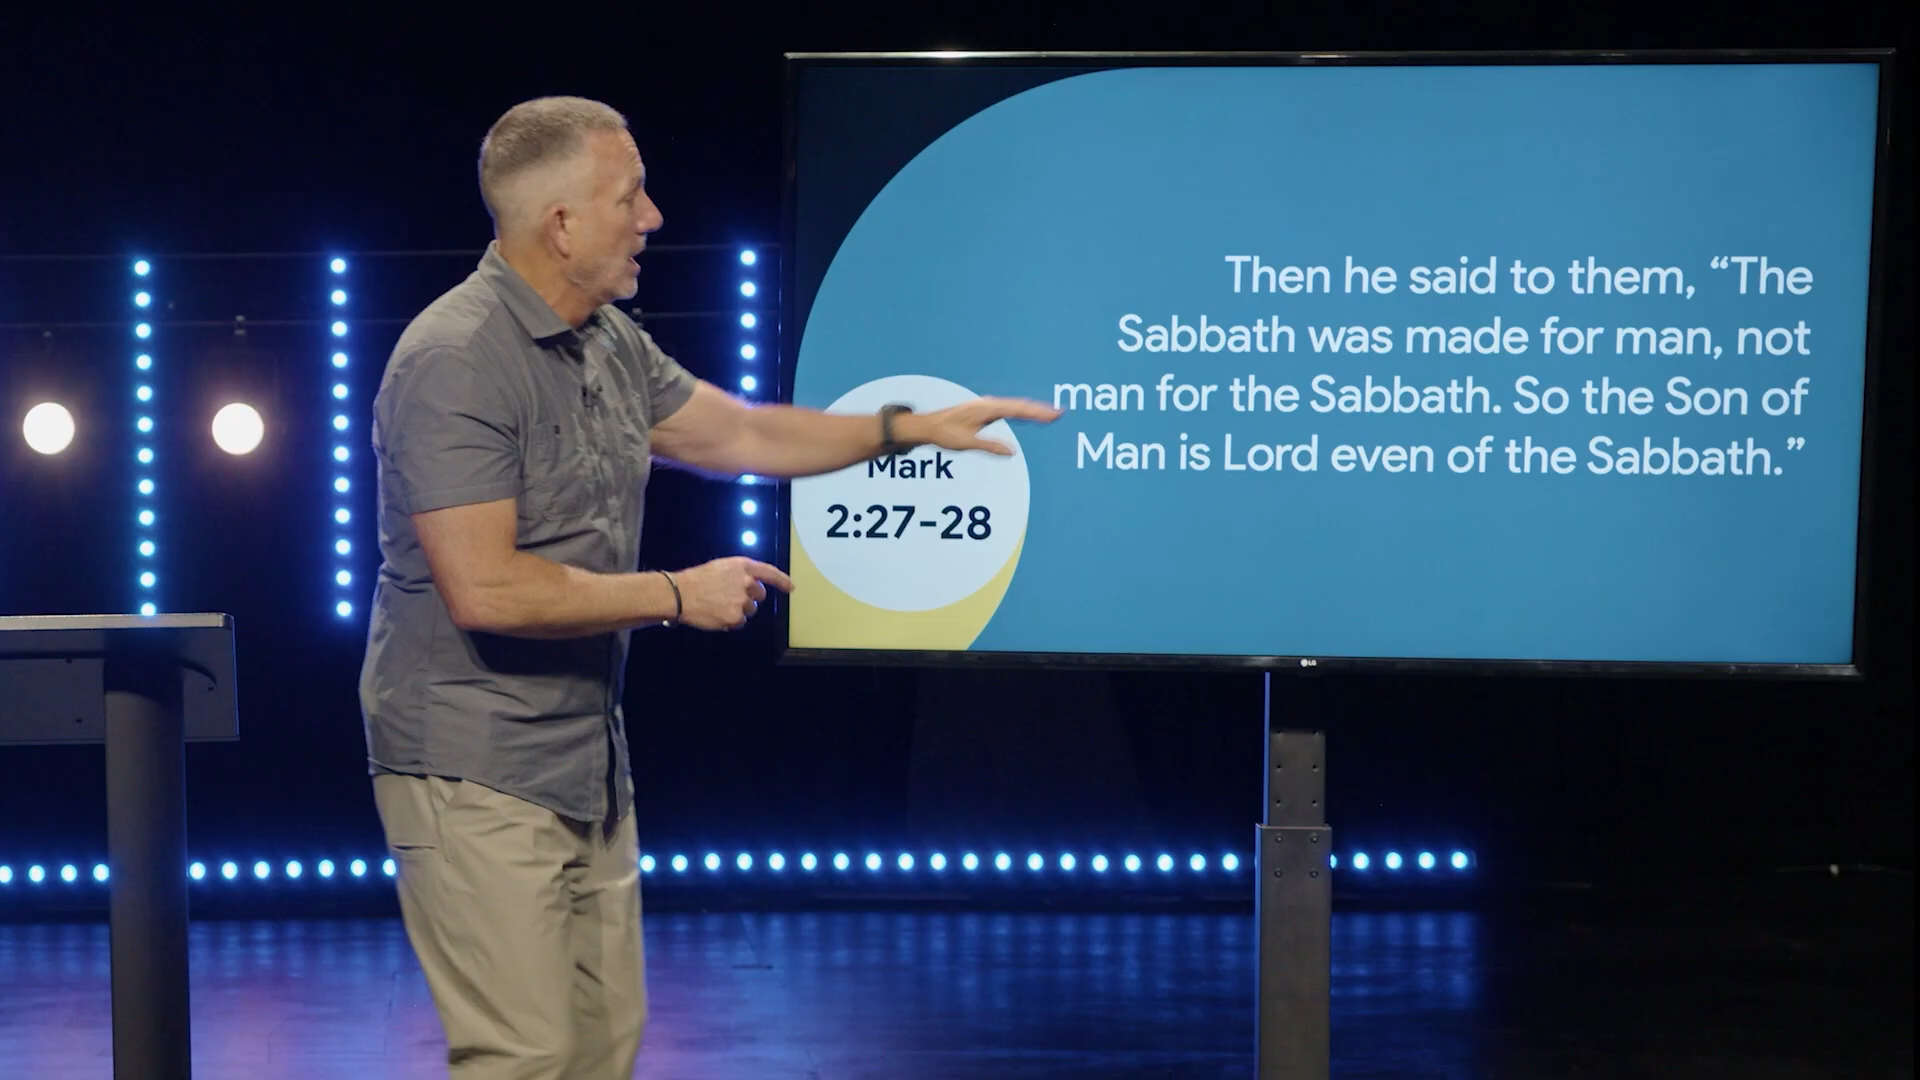 Then he said to them, “The
Sabbath was made for man, not
man for the Sabbath. So the Son of
Man is Lord even of the Sabbath.”
Mark
2:27-28
LG